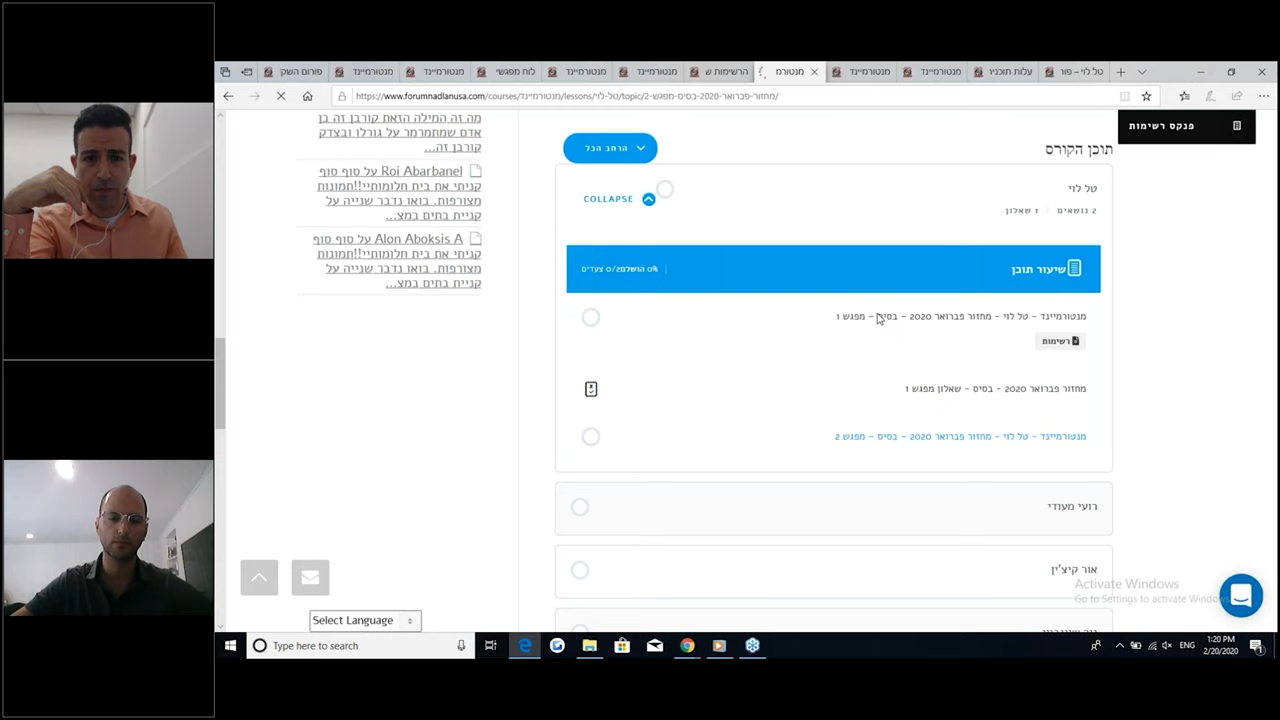 פורום השק
מנטורמיינד
מנטורמיינד
לוח מפגשי
מנטורמיינד
מנטורמיינד
הרשימות ש
מנטורמ
מנטורמיינד
מנטורמיינד
עלות תוכניו
טל לוי – פור
https://www.forumnadlanusa.com/courses/מנטורמיינד/lessons/טל-לוי/topic/מחזור-פברואר-2020-בסיס-מפגש-2/
פנקס רשימות
מה זה המילה הזאת קורבן זה בן
אדם שמתמרמר על גורלו ובצדק
קורבן זה...
Roi Abarbanel על סוף סוף
קניתי את בית חלומותיי!!תמונות
מצורפות. בואו נדבר שנייה על
קניית בתים במצ...
Alon Aboksis A על סוף סוף
קניתי את בית חלומותיי!!תמונות
מצורפות. בואו נדבר שנייה על
קניית בתים במצ...
תוכן הקורס
הרחב הכל
טל לוי
2 נושאים | 1 שאלון
COLLAPSE
שיעור תוכן
0% הושלם
0/2 צעדים
מנטורמיינד - טל לוי - מחזור פברואר 2020 – בסיס – מפגש 1
רשימות
מחזור פברואר 2020 - בסיס - שאלון מפגש 1
מנטורמיינד - טל לוי - מחזור פברואר 2020 – בסיס – מפגש 2
רועי מעודי
אור קיצ'ין
Activate Windows
Go to Settings to activate Windows
Select Language
Type here to search
ENG
1:20 PM
2/20/2020